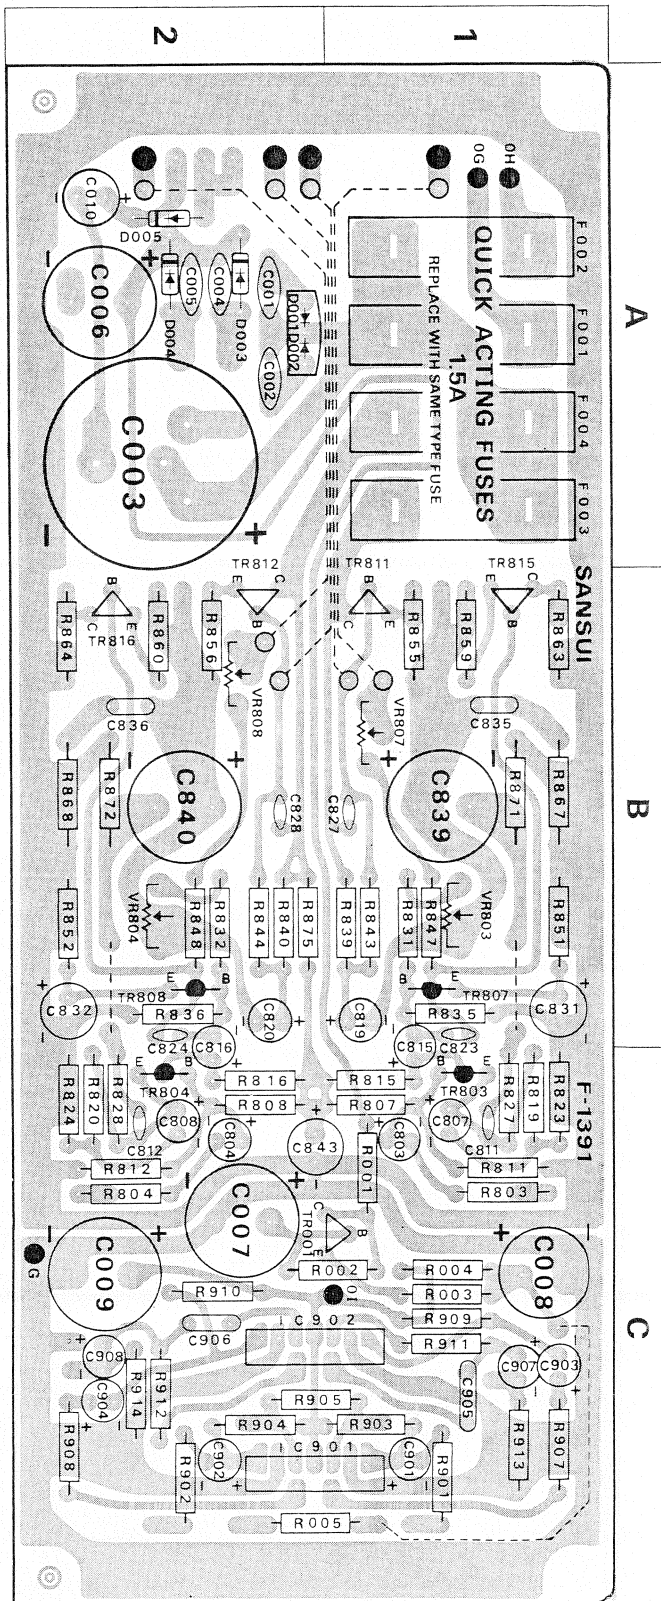 2
1
A
B
C
OG
OH
C010
D005
C006
C005
C004
C001
D004
D003
D001D002
C002
C003
QUICK ACTING FUSES
1.5A
REPLACE WITH SAME TYPE FUSE
F002
F001
F004
F003
SANSUI
TR812
TR811
TR815
E
C
B
B
C
E
E
C
B
B
C
E
TR816
R864
R860
R856
R855
R859
R863
VR808
VR807
C836
C835
C840
C839
R868
R872
C828
C827
R871
R867
R852
VR804
R848
R832
R844
R840
R875
R839
R843
R831
R847
VR803
R851
E
B
B
E
TR808
TR807
C832
R836
C820
C819
R835
C831
C824
C816
C815
C823
E
B
B
E
TR804
TR803
R824
R820
R828
R816
R815
R827
R819
R823
F-1391
R808
R807
C812
C808
C804
C843
C803
C807
C811
R812
R811
R804
R803
R001
C007
TR001
C
B
E
C009
C008
G
R002
R004
R910
OI
R003
R909
C906
IC902
R911
C908
C904
R914
R912
R905
C905
C907
C903
R904
R903
R908
R902
C902
IC901
C901
R901
R913
R907
R005